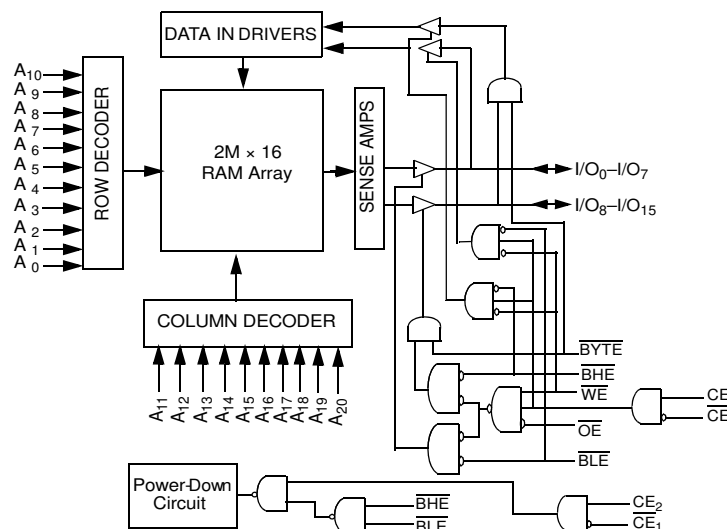 DATA IN DRIVERS
A10
A9
A8
A7
A6
A5
A4
A3
A2
A1
A0
ROW DECODER
2M × 16
RAM Array
SENSE AMPS
I/O0–I/O7
I/O8–I/O15
COLUMN DECODER
A11
A12
A13
A14
A15
A16
A17
A18
A19
A20
BYTE
BHE
WE
CE
CE
OE
BLE
Power-Down
Circuit
BHE
BLE
CE2
CE1